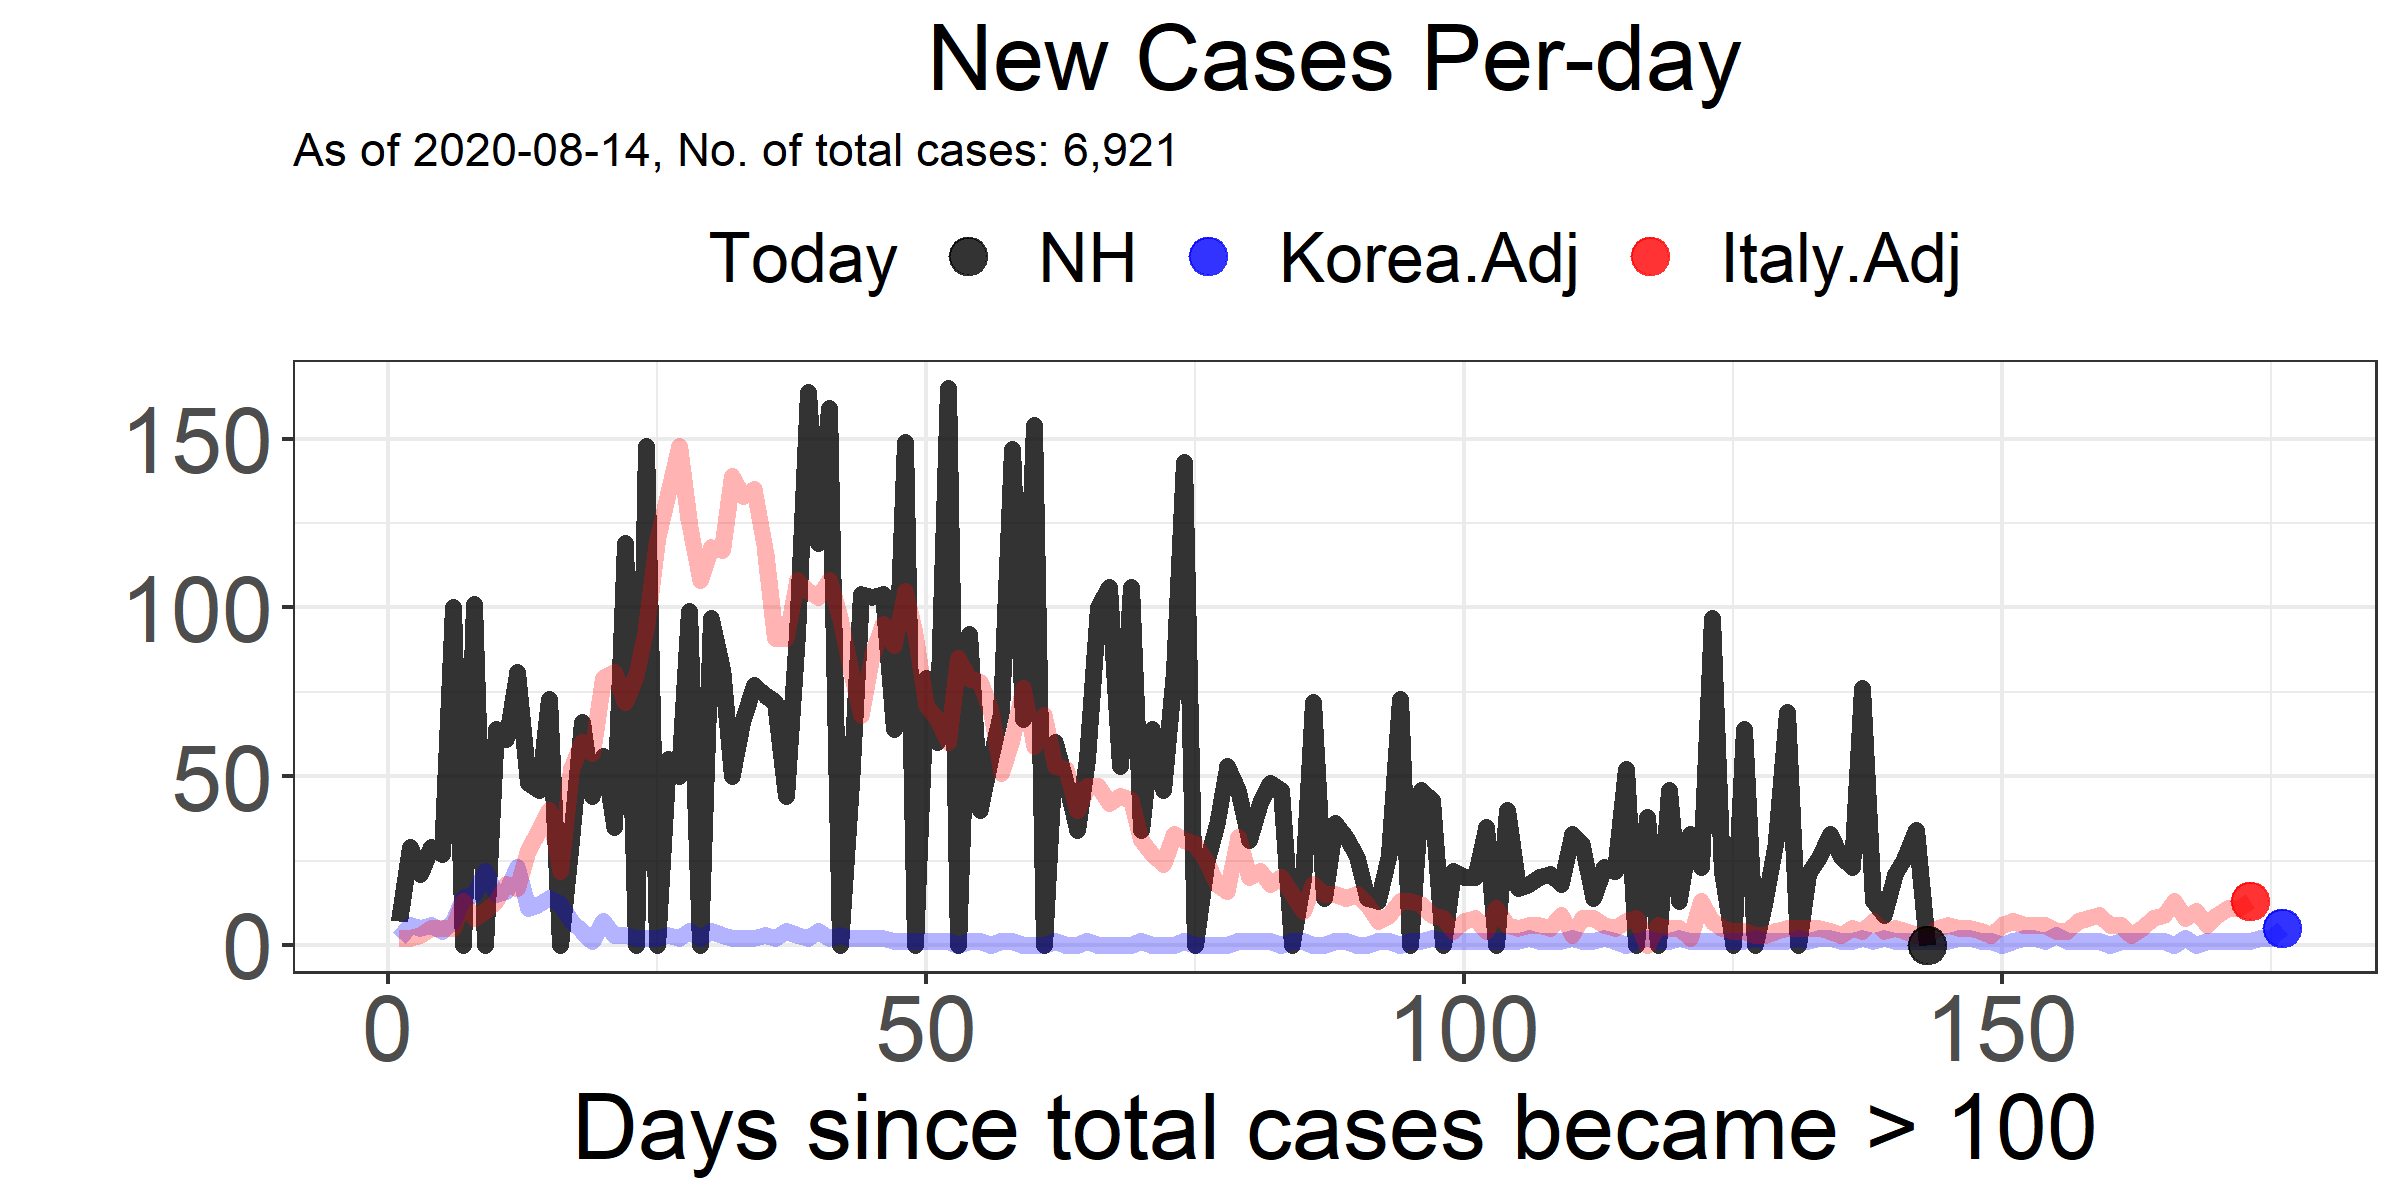 New Cases Per-day
As of 2020-08-14, No. of total cases: 6,921
Today NH Korea.Adj Italy.Adj
150
100
50
0
0 50 100 150
Days since total cases became > 100